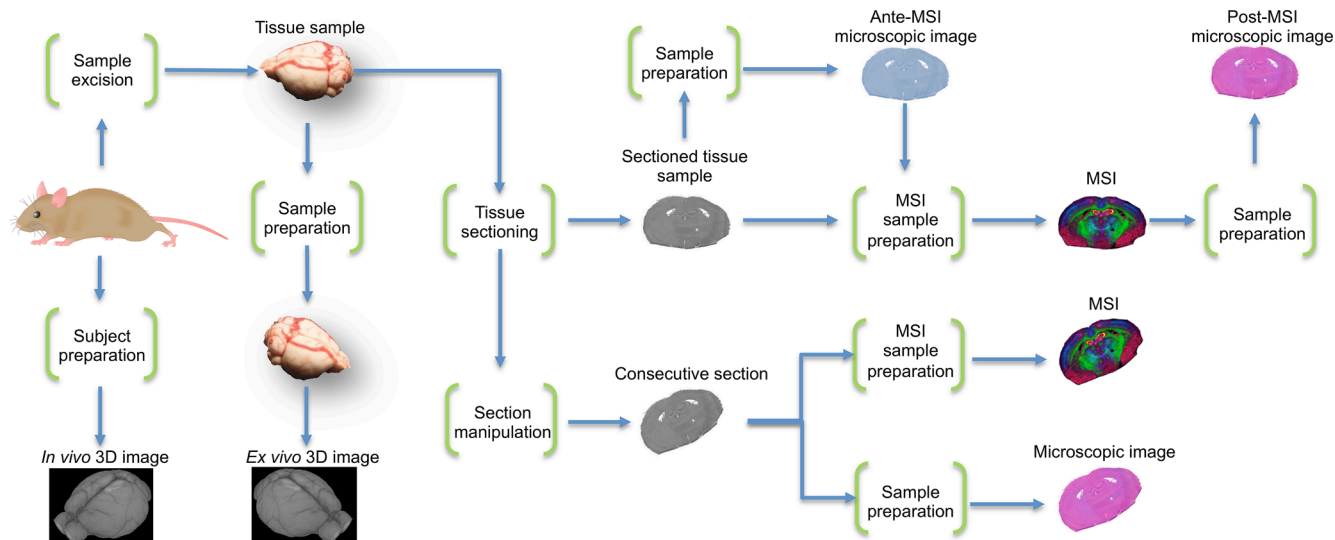 Sample
excision
Tissue sample
Sample
preparation
Ante-MSI
microscopic image
Post-MSI
microscopic image
Sectioned tissue
sample
Sample
preparation
Tissue
sectioning
MSI
sample
preparation
MSI
Sample
preparation
Subject
preparation
Section
manipulation
Consecutive section
MSI
sample
preparation
MSI
In vivo 3D image
Ex vivo 3D image
Sample
preparation
Microscopic image